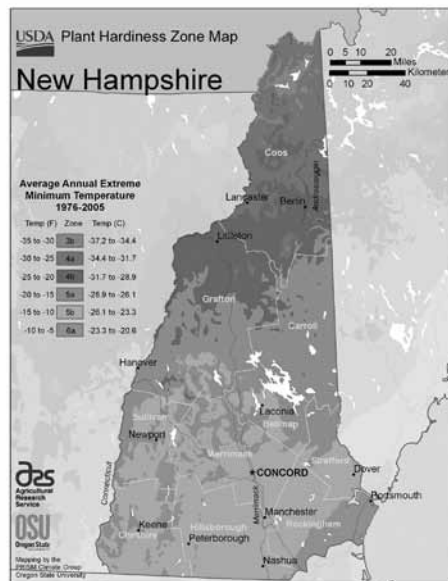 USDA Plant Hardiness Zone Map
New Hampshire
0 5 10 20
Miles
Kilometer
0 10 20 40
Coos
Androscoggin
Average Annual Extreme
Minimum Temperature
1976-2005
Temp (F) Zone Temp (C)
-35 to -30 3b -37.2 to -34.4
-30 to -25 4a -34.4 to -31.7
-25 to -20 4b -31.7 to -28.9
-20 to -15 5a -28.9 to -26.1
-15 to -10 5b -26.1 to -23.3
-10 to -5 6a -23.3 to -20.6
Lancaster
Berlin
Littleton
Grafton
Carroll
Hanover
Laconia
Sullivan
Belknap
Newport
Merrimack
Strafford
CONCORD
Dover
Connecticut
Merrimack
Portsmouth
Manchester
Rockingham
Keene
Hillsborough
Cheshire
Peterborough
Nashua
ars
Agricultural
Research
Service
OSU
Oregon State
Mapping by the
PRISM Climate Group
Oregon State University